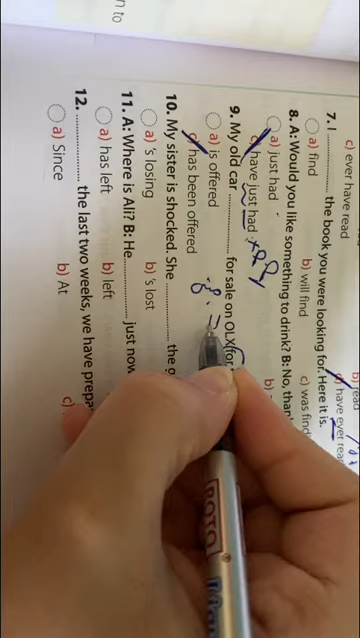 c) ever have read
b) read
have ever read
7. I ............ the book you were looking for. Here it is.
a) find
b) will find
c) was find
8. A: Would you like something to drink? B: No, than
a) just had
b)
c) have just had
9. My old car ............ for sale on OLX for
a) is offered
c) has been offered
10. My sister is shocked. She ............ the g
a) 's losing
b) 's lost
11. A: Where is Ali? B: He ............ just now
a) has left
b) left
12. ............ the last two weeks, we have prepa
a) Since
b) At
c)
n to
ROTO